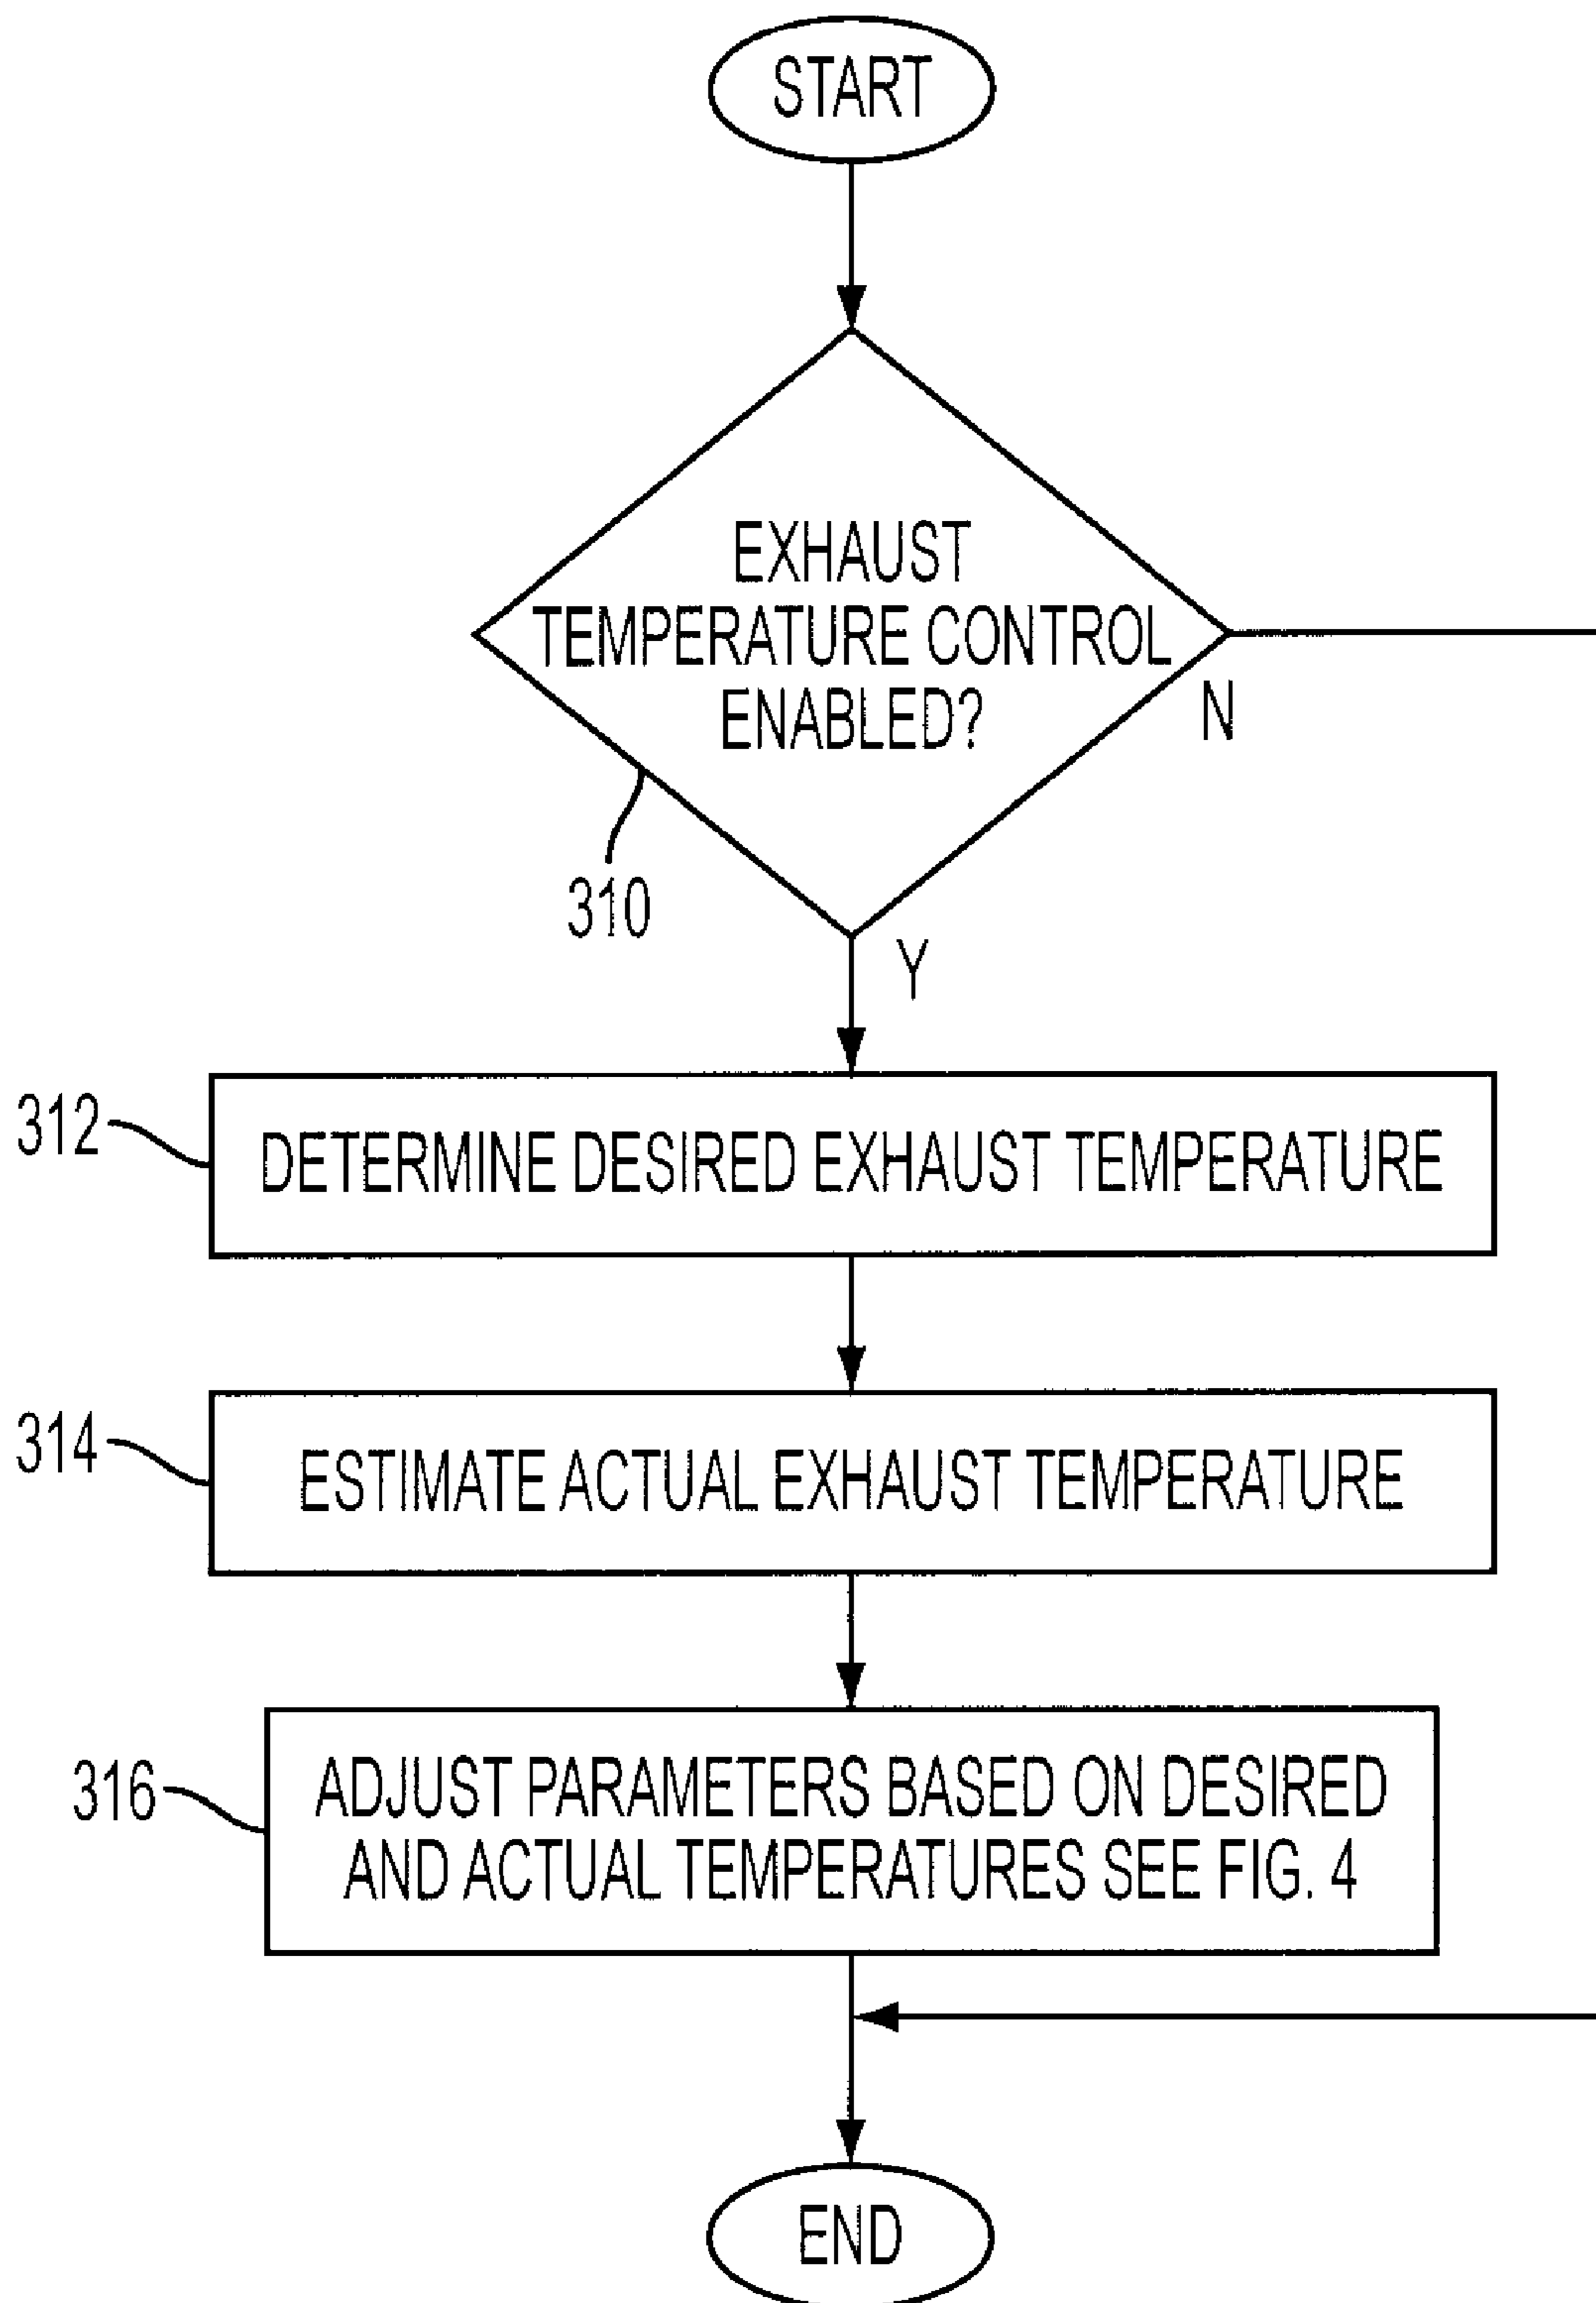 START
EXHAUST
TEMPERATURE CONTROL
ENABLED?
N
310
Y
312
DETERMINE DESIRED EXHAUST TEMPERATURE
314
ESTIMATE ACTUAL EXHAUST TEMPERATURE
316
ADJUST PARAMETERS BASED ON DESIRED
AND ACTUAL TEMPERATURES SEE FIG. 4
END